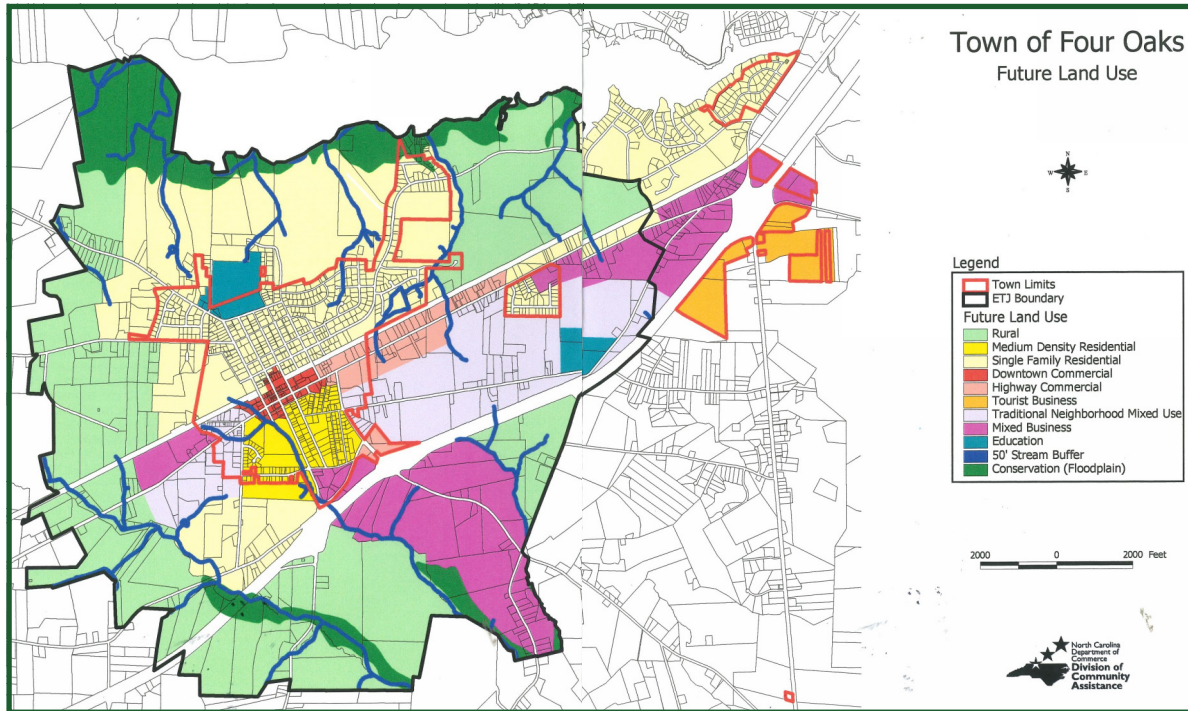 Town of Four Oaks
Future Land Use
N
W E
S
Legend
Town Limits
ETJ Boundary
Future Land Use
Rural
Medium Density Residential
Single Family Residential
Downtown Commercial
Highway Commercial
Tourist Business
Traditional Neighborhood Mixed Use
Mixed Business
Education
50' Stream Buffer
Conservation (Floodplain)
2000 0 2000 Feet
North Carolina
Department of
Commerce
Division of
Community
Assistance